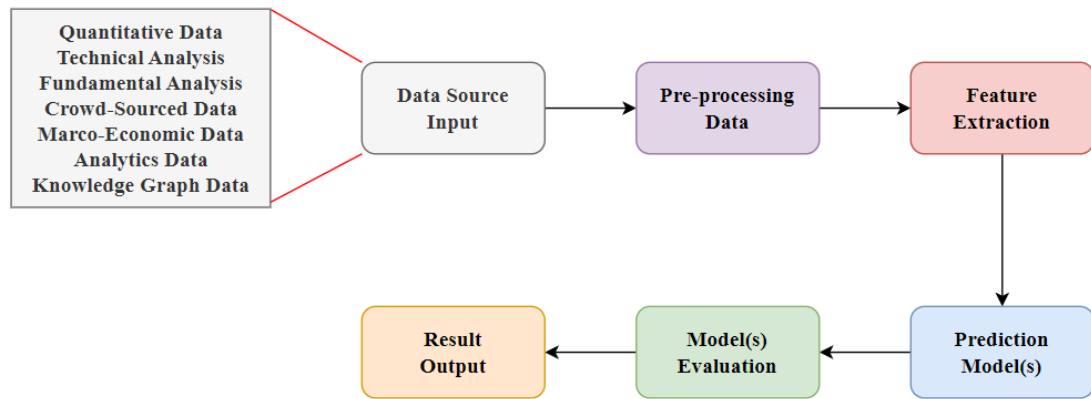 Quantitative Data
Technical Analysis
Fundamental Analysis
Crowd-Sourced Data
Marco-Economic Data
Analytics Data
Knowledge Graph Data
Data Source
Input
Pre-processing
Data
Feature
Extraction
Result
Output
Model(s)
Evaluation
Prediction
Model(s)